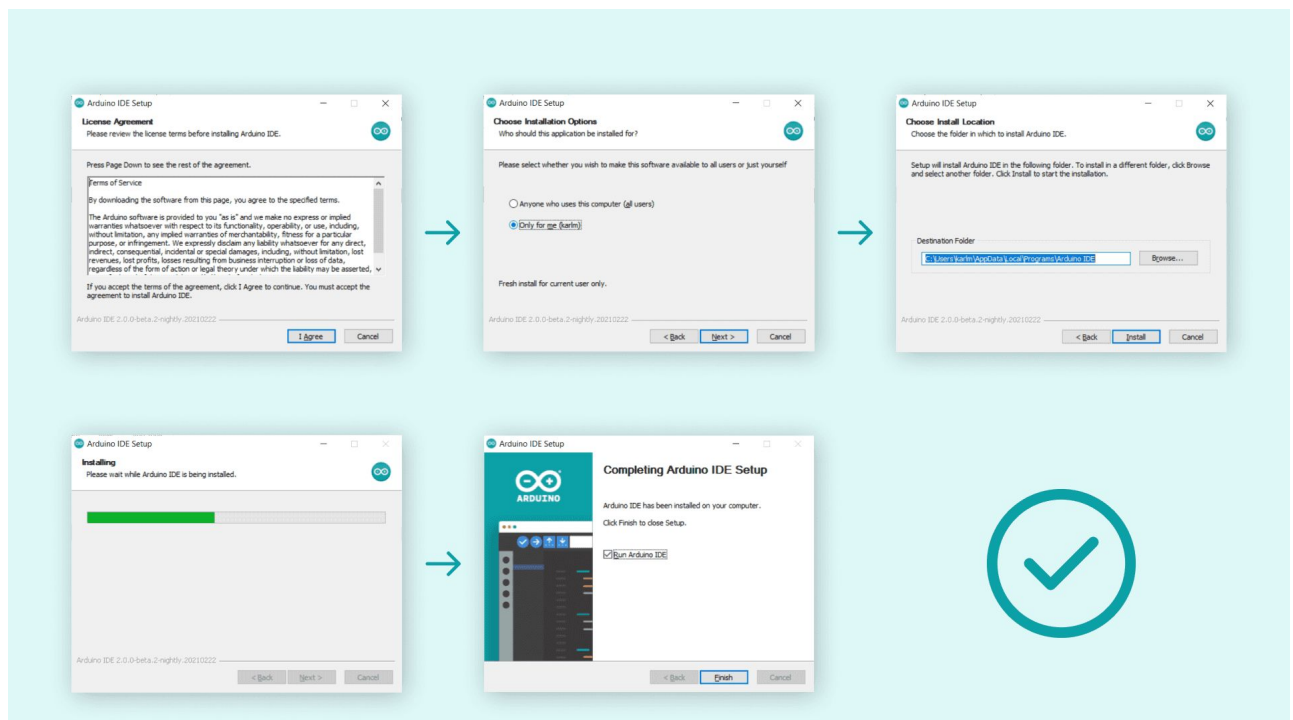 Arduino IDE Setup
License Agreement
Please review the license terms before installing Arduino IDE.
Press Page Down to see the rest of the agreement.
Terms of Service
By downloading the software from this page, you agree to the specified terms.
The Arduino software is provided to you "as is" and we make no express or implied
warranties whatsoever with respect to its functionality, operability, or use, including,
without limitation, any implied warranties of merchantability, fitness for a particular
purpose, or infringement. We expressly disclaim any liability whatsoever for any direct,
indirect, consequential, incidental or special damages, including, without limitation, lost
revenues, lost profits, losses resulting from business interruption or loss of data,
regardless of the form of action or legal theory under which the liability may be asserted,
If you accept the terms of the agreement, click I Agree to continue. You must accept the
agreement to install Arduino IDE.
Arduino IDE 2.0.0-beta.2-nightly.20210222
I Agree
Cancel
Arduino IDE Setup
Choose Installation Options
Who should this application be installed for?
Please select whether you wish to make this software available to all users or just yourself
Anyone who uses this computer (all users)
Only for me (karlm)
Fresh install for current user only.
Arduino IDE 2.0.0-beta.2-nightly.20210222
< Back
Next >
Cancel
Arduino IDE Setup
Choose Install Location
Choose the folder in which to install Arduino IDE.
Setup will install Arduino IDE in the following folder. To install in a different folder, click Browse
and select another folder. Click Install to start the installation.
Destination Folder
C:\Users\karlm\AppData\Local\Programs\Arduino IDE
Browse...
Arduino IDE 2.0.0-beta.2-nightly.20210222
< Back
Install
Cancel
Arduino IDE Setup
Installing
Please wait while Arduino IDE is being installed.
Arduino IDE 2.0.0-beta.2-nightly.20210222
< Back
Next >
Cancel
Arduino IDE Setup
ARDUINO
Completing Arduino IDE Setup
Arduino IDE has been installed on your computer.
Click Finish to close Setup.
Run Arduino IDE
< Back
Finish
Cancel